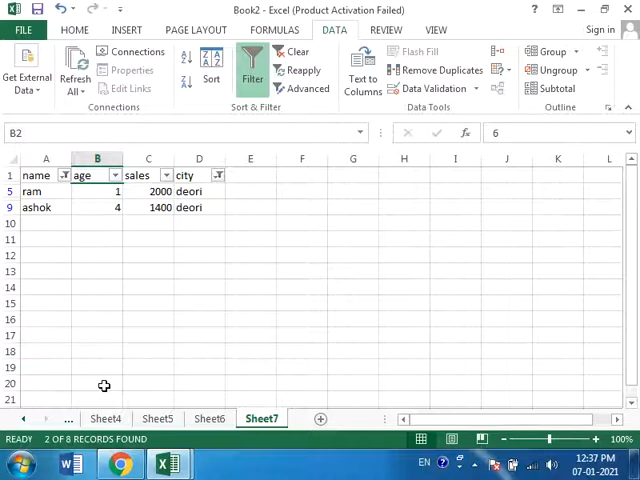 Book2 - Excel (Product Activation Failed)
FILE HOME INSERT PAGE LAYOUT FORMULAS DATA REVIEW VIEW Sign in
Get External Data
Refresh All
Connections
Properties
Edit Links
Connections
Sort
Filter
Clear
Reapply
Advanced
Sort & Filter
Text to Columns
Flash Fill
Remove Duplicates
Data Validation
Data Tools
Group
Ungroup
Subtotal
Outline
B2 fx 6
A B C D E F G H I J K L
1 name age sales city
5 ram 1 2000 deori
9 ashok 4 1400 deori
10
11
12
13
14
15
16
17
18
19
20
21
... Sheet4 Sheet5 Sheet6 Sheet7
READY 2 OF 8 RECORDS FOUND 100%
EN 12:37 PM
07-01-2021